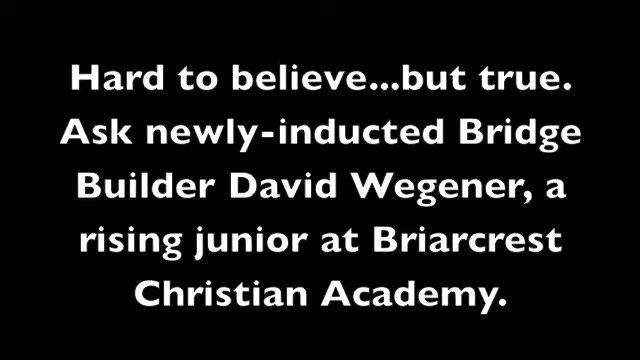 Hard to believe...but true.
Ask newly-inducted Bridge
Builder David Wegener, a
rising junior at Briarcrest
Christian Academy.